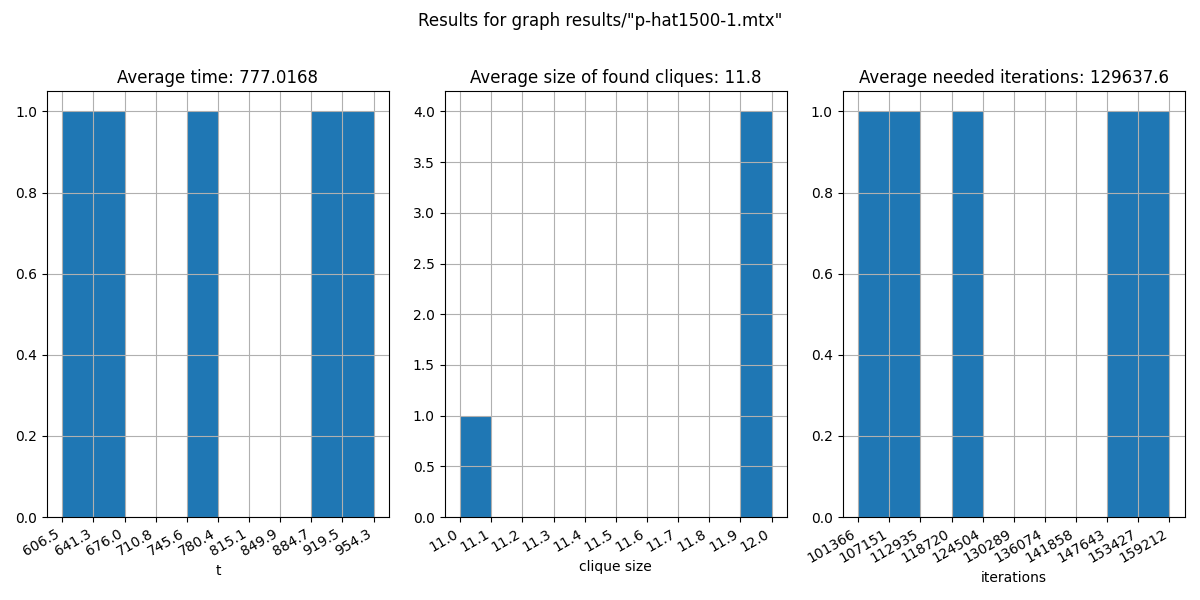 Results for graph results/"p-hat1500-1.mtx"
Average time: 777.0168
1.0
0.8
0.6
0.4
0.2
0.0
606.5 641.3 676.0 710.8 745.6 780.4 815.1 849.9 884.7 919.5 954.3
t
Average size of found cliques: 11.8
4.0
3.5
3.0
2.5
2.0
1.5
1.0
0.5
0.0
11.0 11.1 11.2 11.3 11.4 11.5 11.6 11.7 11.8 11.9 12.0
clique size
Average needed iterations: 129637.6
1.0
0.8
0.6
0.4
0.2
0.0
101366 107151 112935 118720 124504 130289 136074 141858 147643 153427 159212
iterations